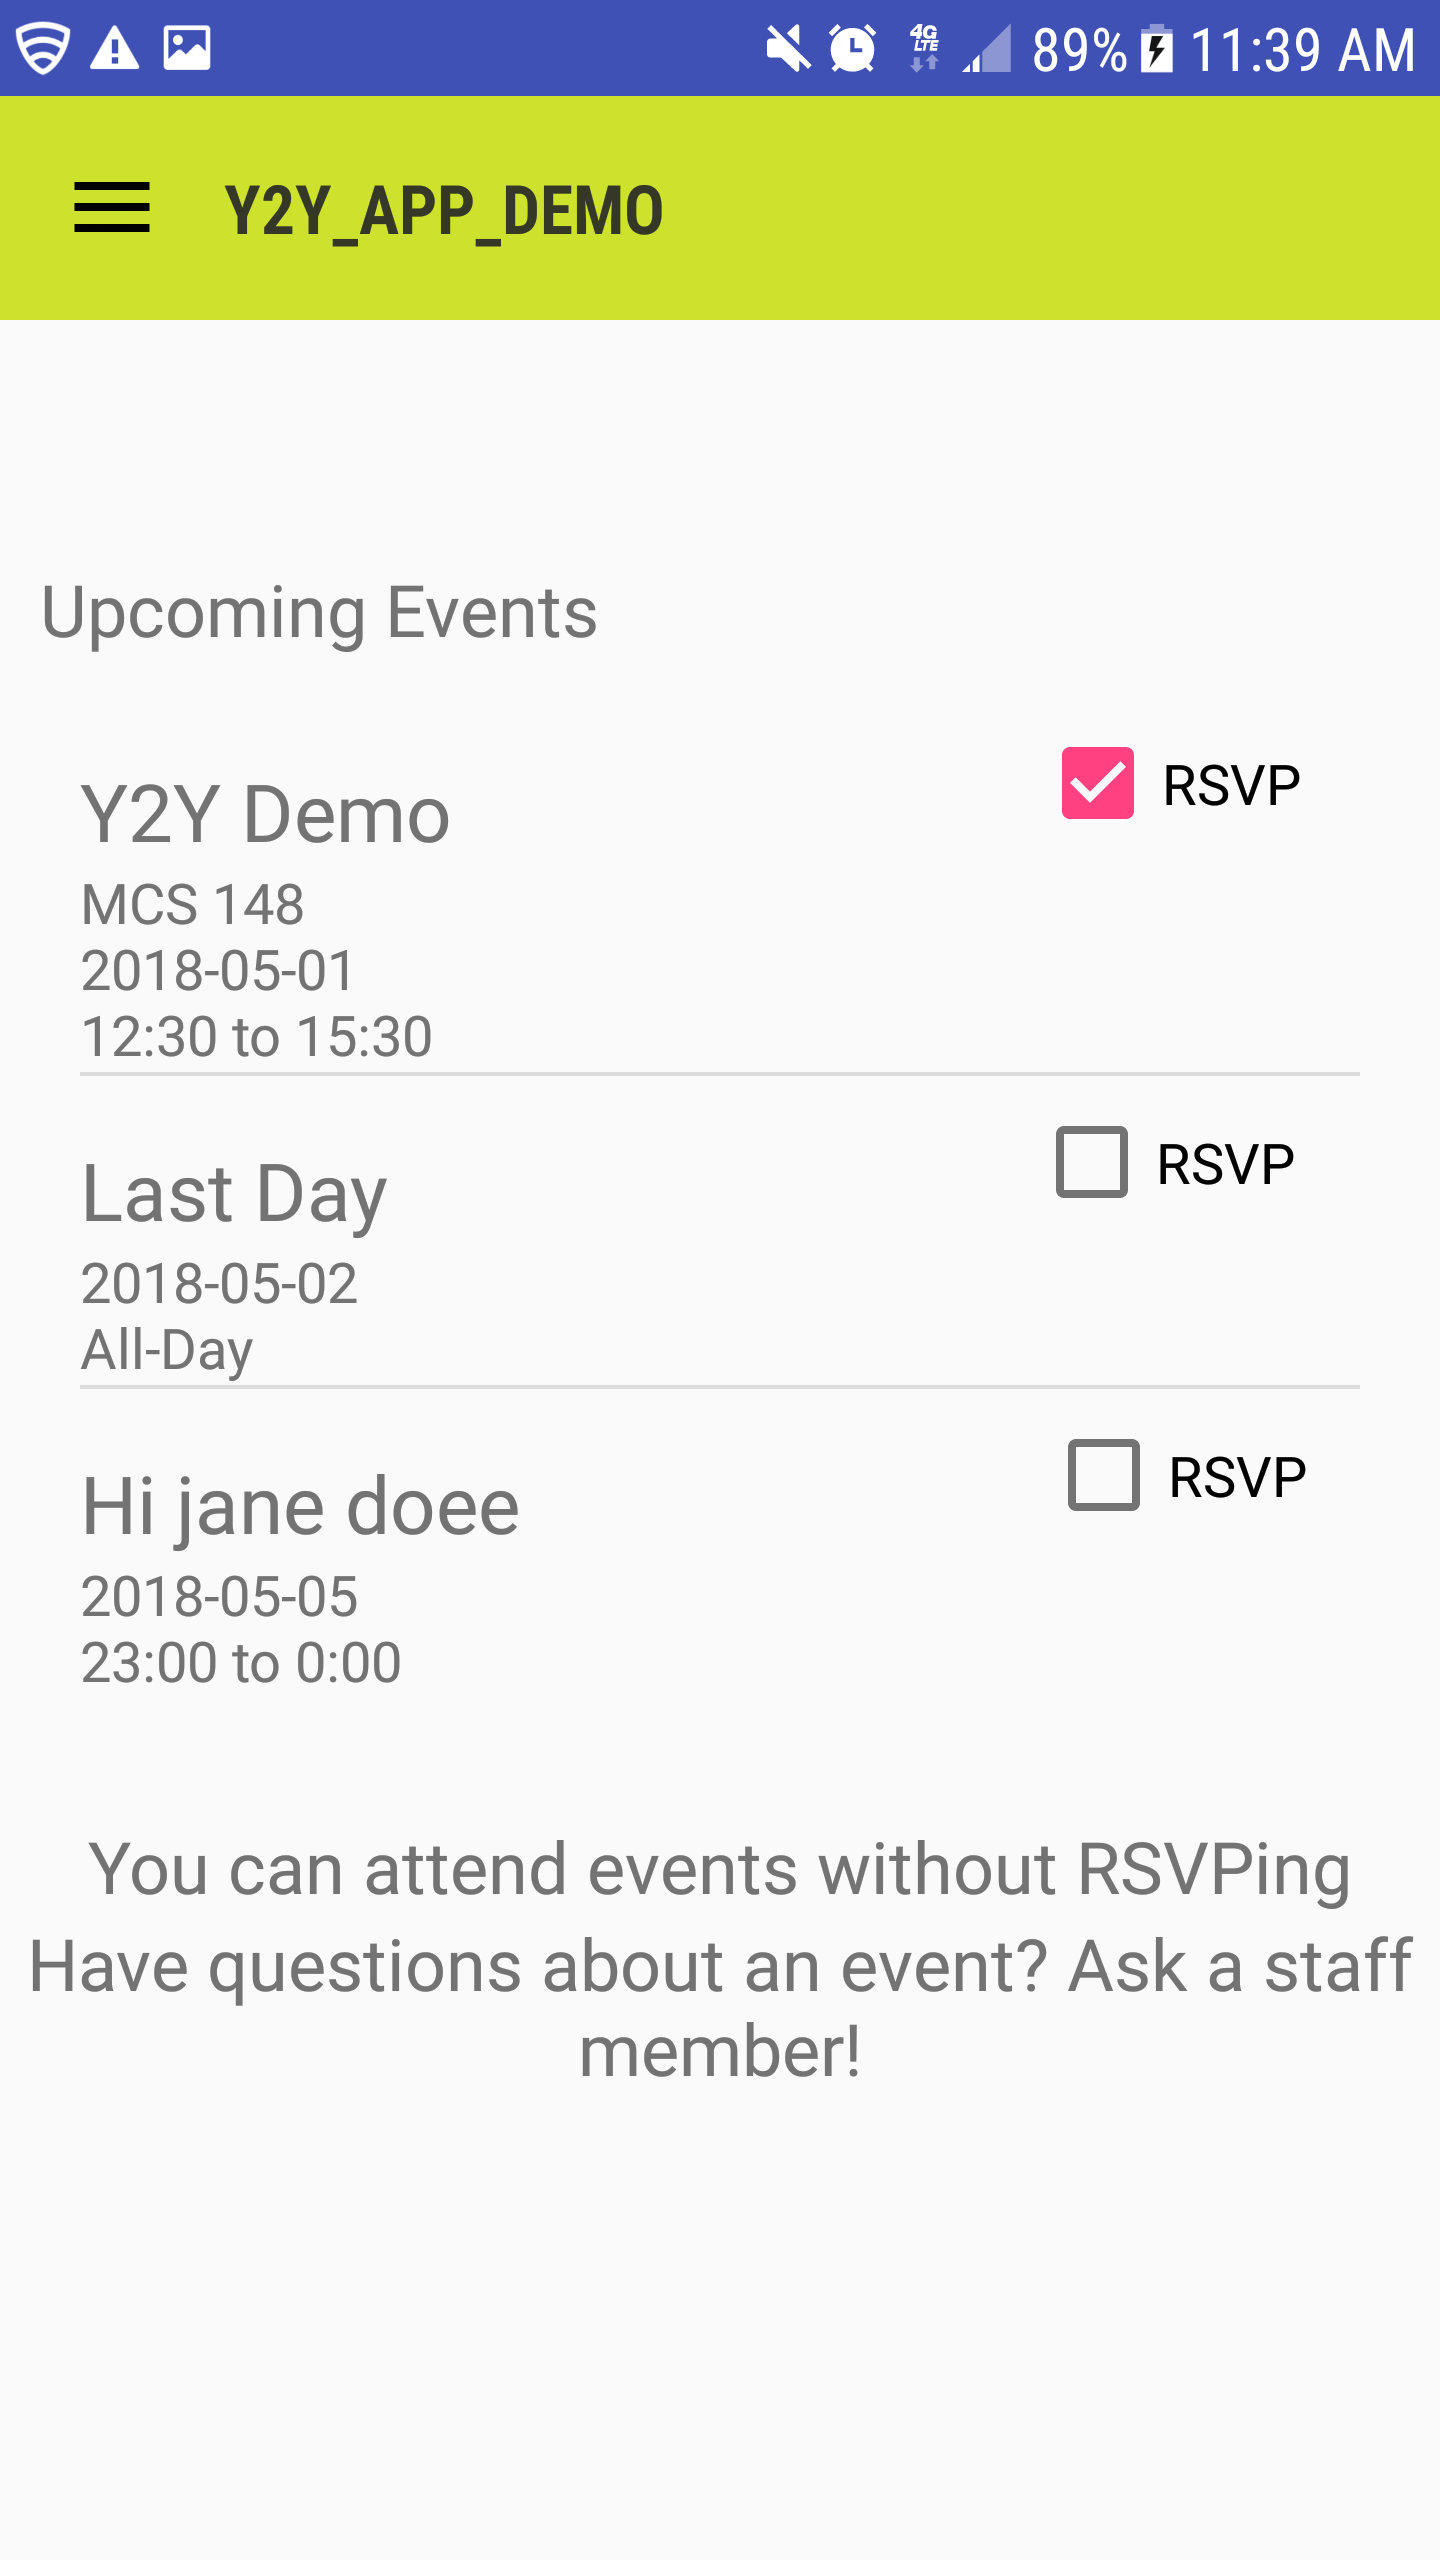 4G
LTE
89%
11:39 AM
Y2Y_APP_DEMO
Upcoming Events
RSVP
Y2Y Demo
MCS 148
2018-05-01
12:30 to 15:30
RSVP
Last Day
2018-05-02
All-Day
RSVP
Hi jane doee
2018-05-05
23:00 to 0:00
You can attend events without RSVPing
Have questions about an event? Ask a staff
member!